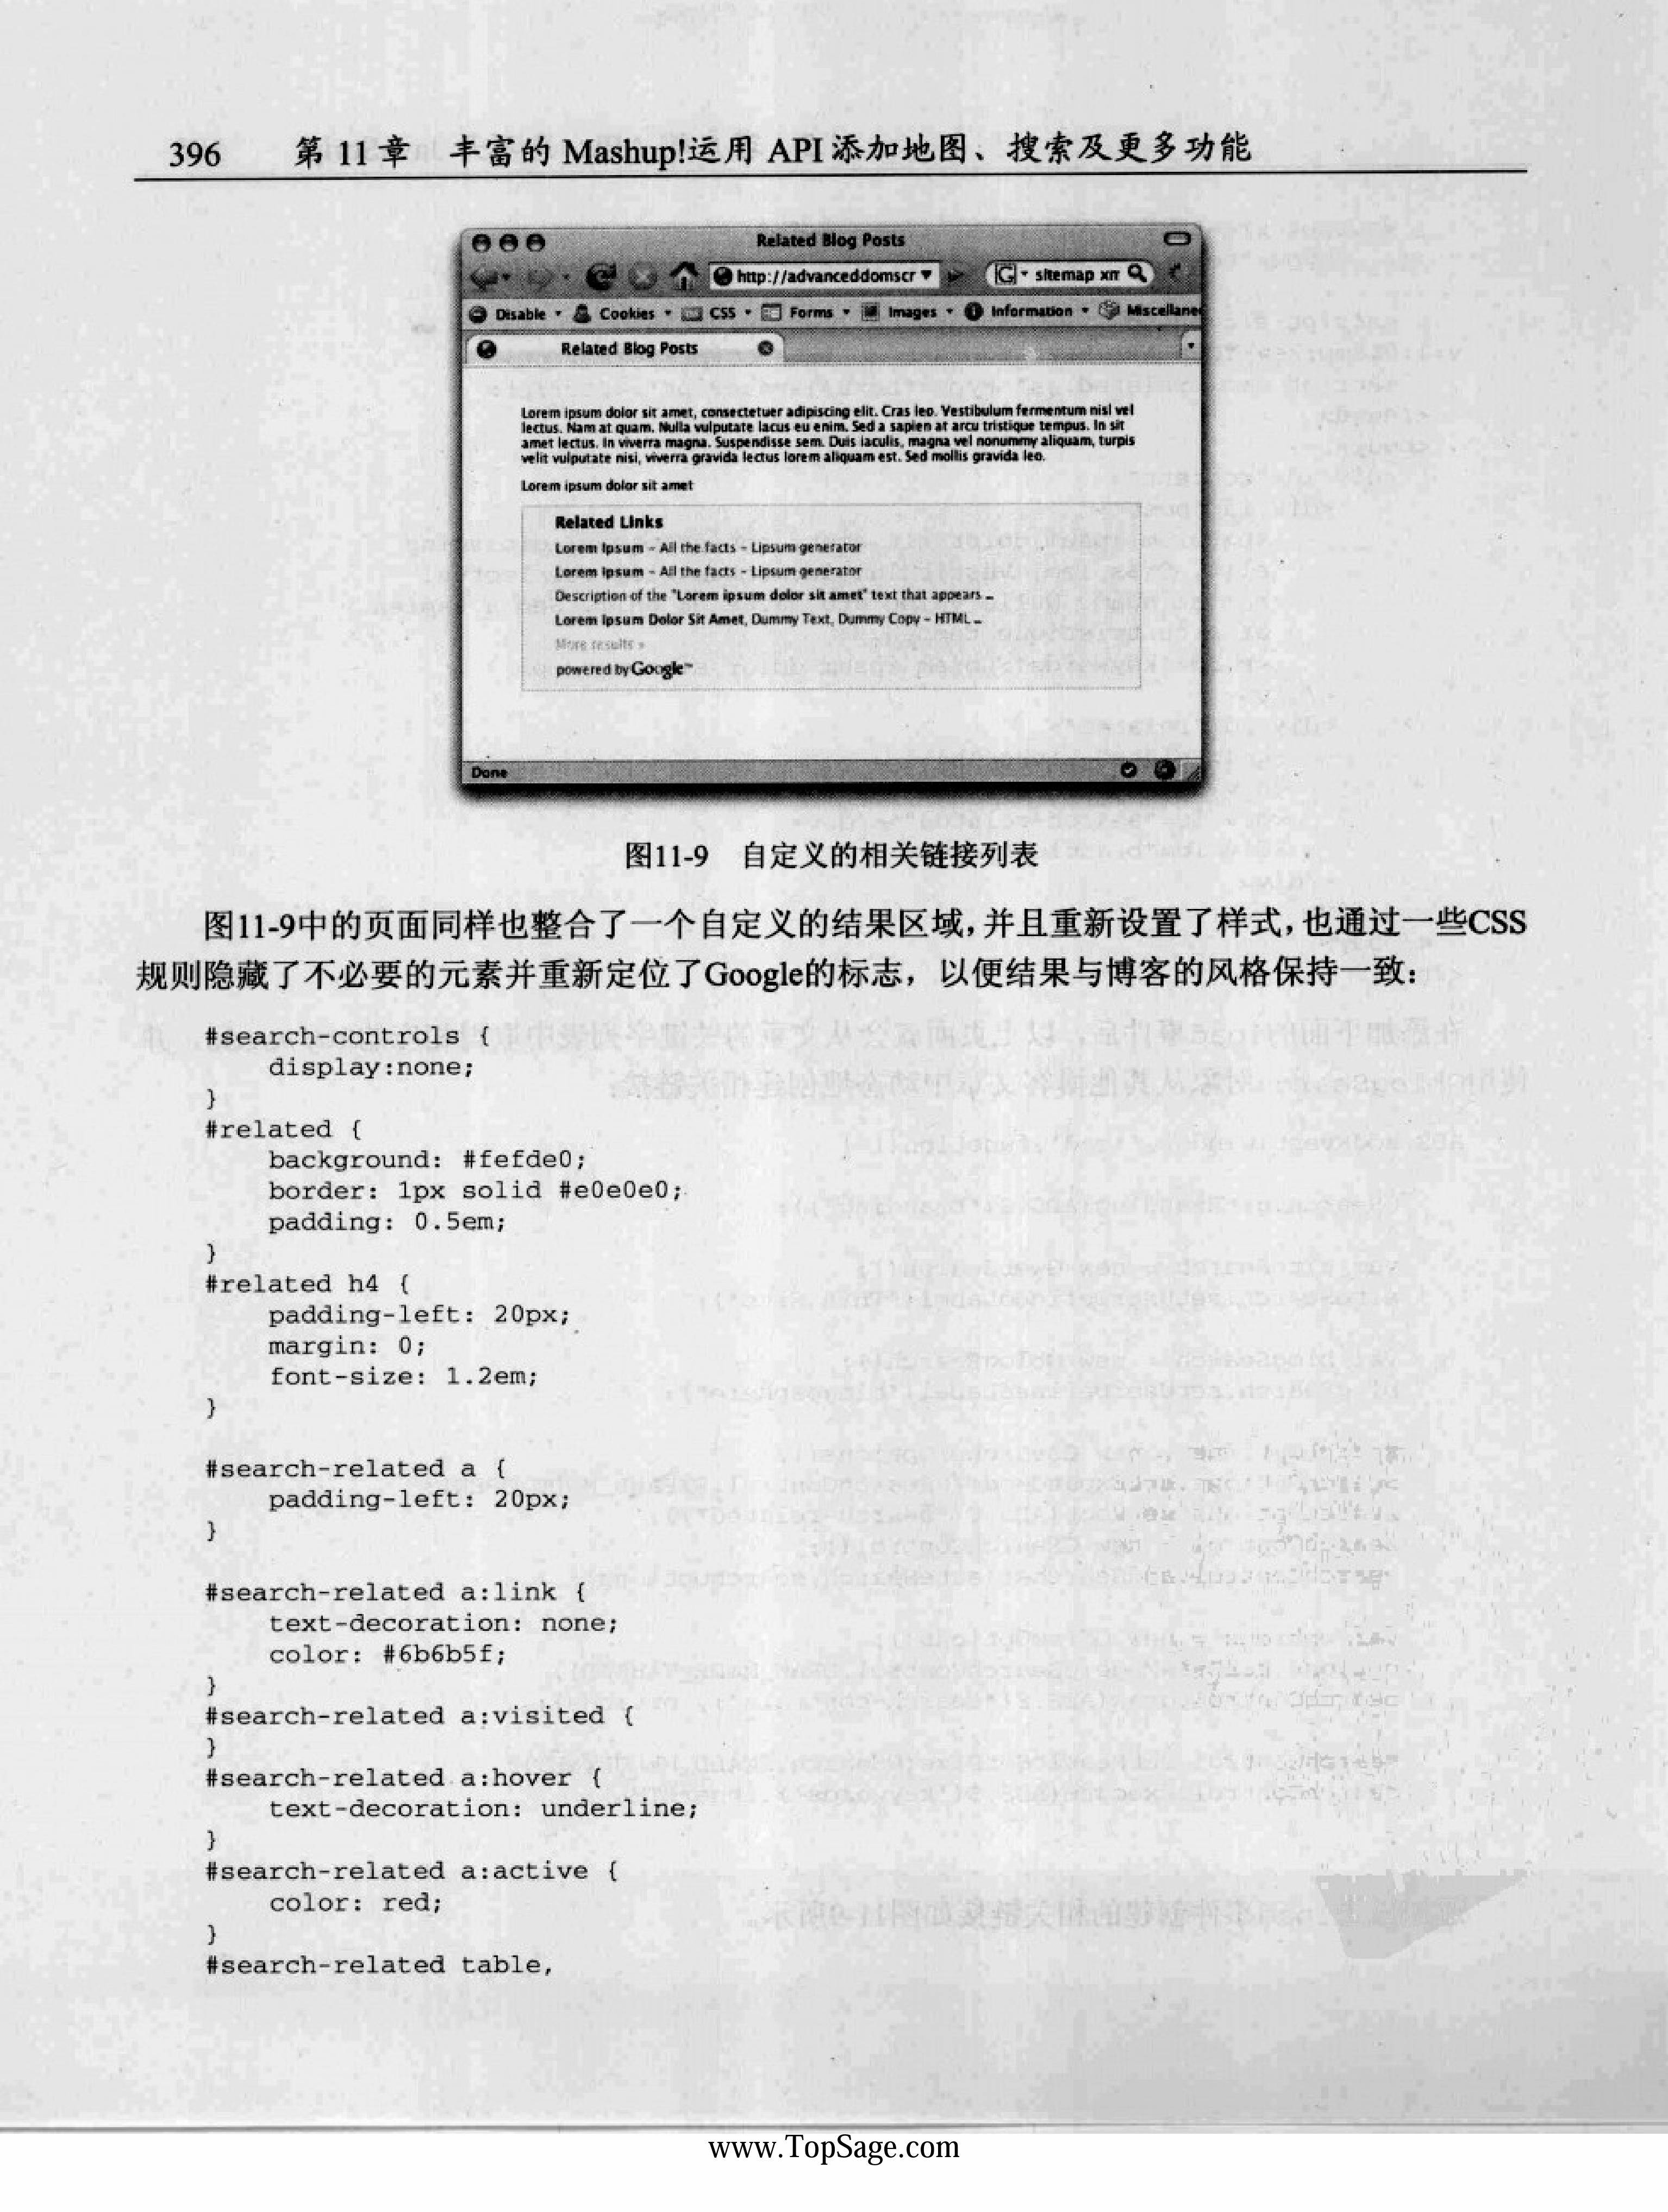 396 第 11 章 丰富的 Mashup!运用 API 添加地图、搜索及更多功能
Related Blog Posts
http://advanceddomscr
G sitemap xm
Disable Cookies CSS Forms Images Information Miscellane
Related Blog Posts
Lorem ipsum dolor sit amet, consectetuer adipiscing elit. Cras leo. Vestibulum fermentum nisl vel
lectus. Nam at quam. Nulla vulputate lacus eu enim. Sed a sapien at arcu tristique tempus. In sit
amet lectus. In viverra magna. Suspendisse sem. Duis iaculis, magna vel nonummy aliquam, turpis
velit vulputate nisi, viverra gravida lectus lorem aliquam est. Sed mollis gravida leo.
Lorem ipsum dolor sit amet
Related Links
Lorem Ipsum - All the facts - Lipsum generator
Lorem Ipsum - All the facts - Lipsum generator
Description of the "Lorem ipsum dolor sit amet" text that appears ...
Lorem Ipsum Dolor Sit Amet, Dummy Text, Dummy Copy - HTML ...
More results »
powered by Google™
Done
图11-9 自定义的相关链接列表
图11-9中的页面同样也整合了一个自定义的结果区域，并且重新设置了样式，也通过一些CSS
规则隐藏了不必要的元素并重新定位了Google的标志，以便结果与博客的风格保持一致：
#search-controls {
    display:none;
}
#related {
    background: #fefde0;
    border: 1px solid #e0e0e0;
    padding: 0.5em;
}
#related h4 {
    padding-left: 20px;
    margin: 0;
    font-size: 1.2em;
}
#search-related a {
    padding-left: 20px;
}
#search-related a:link {
    text-decoration: none;
    color: #6b6b5f;
}
#search-related a:visited {
}
#search-related a:hover {
    text-decoration: underline;
}
#search-related a:active {
    color: red;
}
#search-related table,
www.TopSage.com